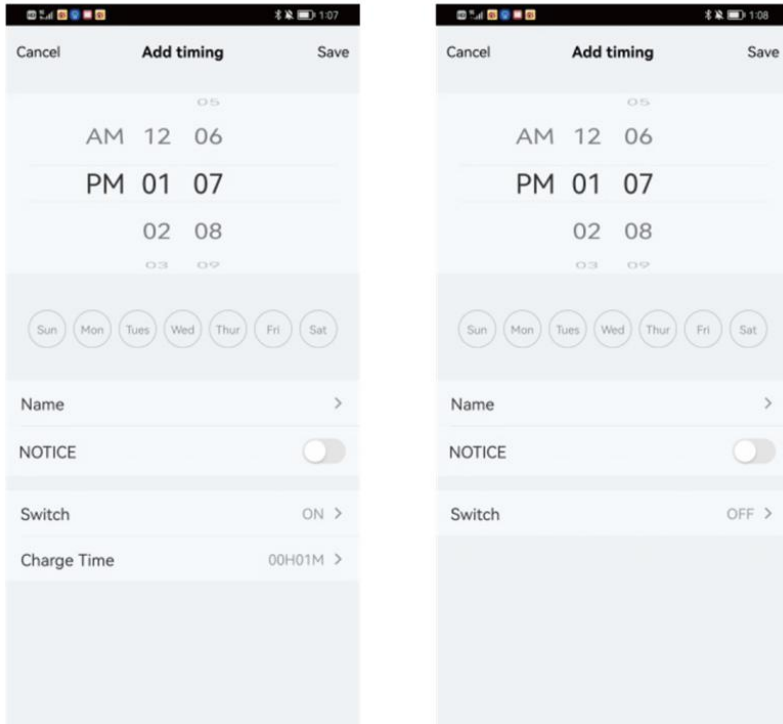 1:07
Cancel Add timing Save
05
AM 12 06
PM 01 07
02 08
03 09
Sun Mon Tues Wed Thur Fri Sat
Name
NOTICE
Switch ON
Charge Time 00H01M
1:08
Cancel Add timing Save
05
AM 12 06
PM 01 07
02 08
03 09
Sun Mon Tues Wed Thur Fri Sat
Name
NOTICE
Switch OFF